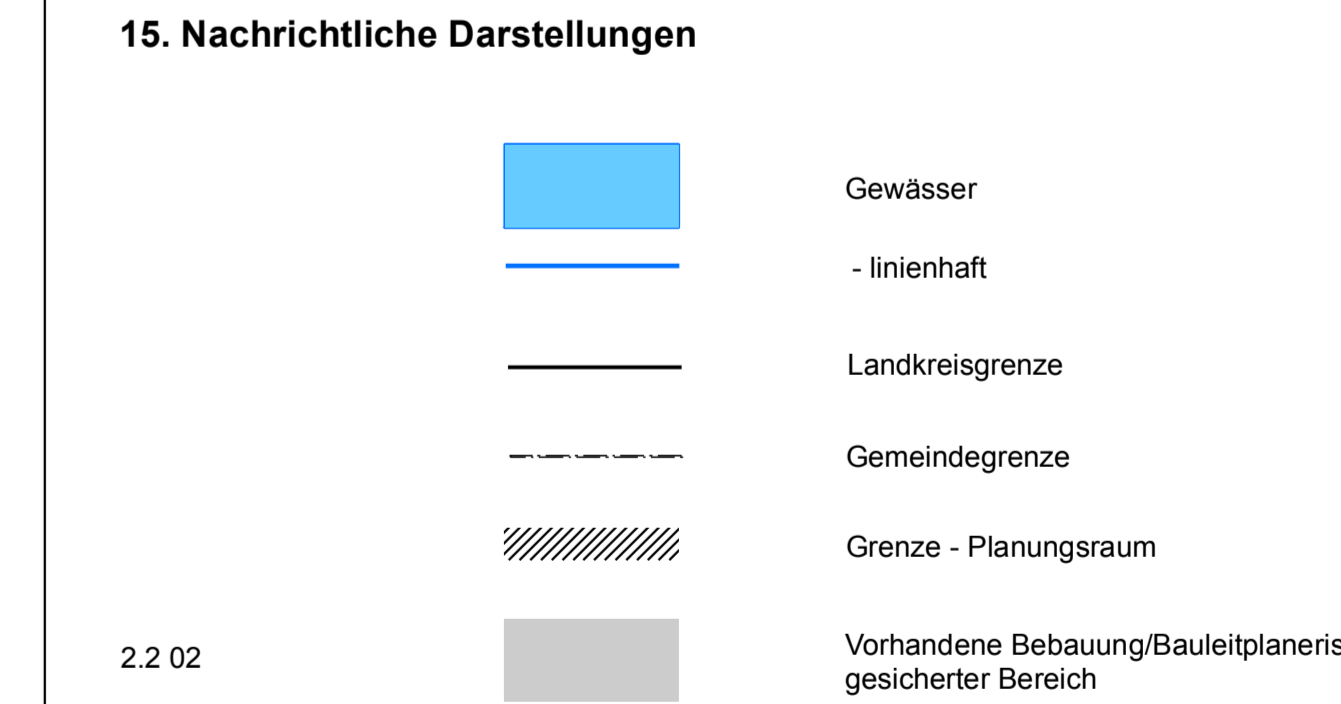 15. Nachrichtliche Darstellungen
Gewässer
- linienhaft
Landkreisgrenze
Gemeindegrenze
Grenze - Planungsraum
2.2 02
Vorhandene Bebauung/Bauleitplaneris
gesicherter Bereich